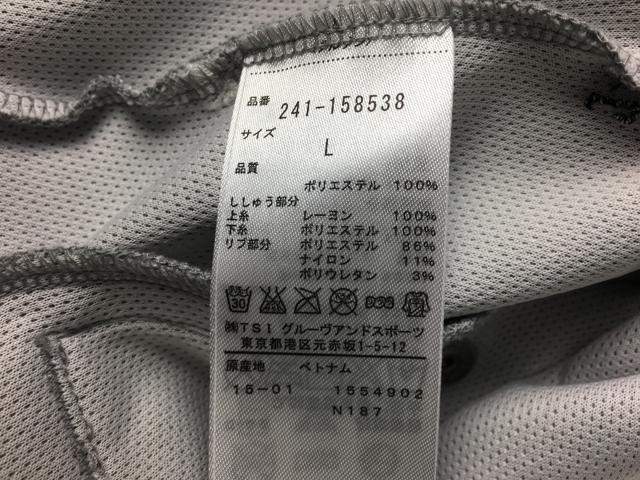 品番 241-158538
サイズ L
品質
ポリエステル 100%
ししゅう部分
上糸 レーヨン 100%
下糸 ポリエステル 100%
リブ部分 ポリエステル 86%
ナイロン 11%
ポリウレタン 3%
30
㈱TSI グルーヴアンドスポーツ
東京都港区元赤坂1-5-12
原産地 ベトナム
15-01 1554902
N187